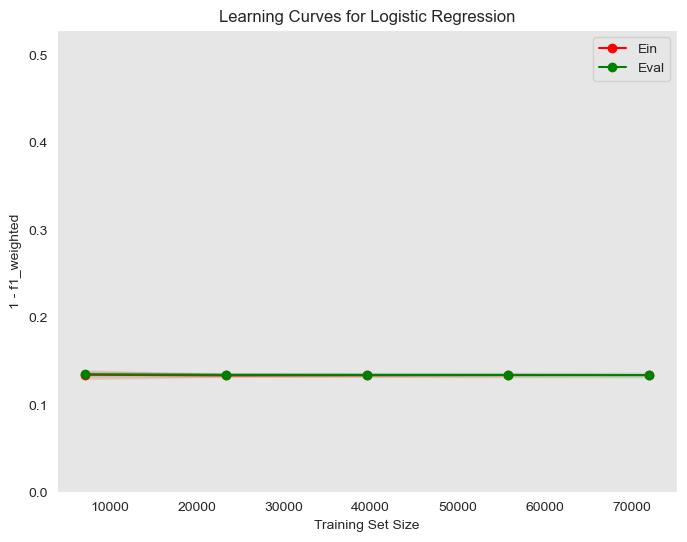 Learning Curves for Logistic Regression
Ein
Eval
0.5
0.4
0.3
0.2
0.1
0.0
1 - f1_weighted
10000 20000 30000 40000 50000 60000 70000
Training Set Size